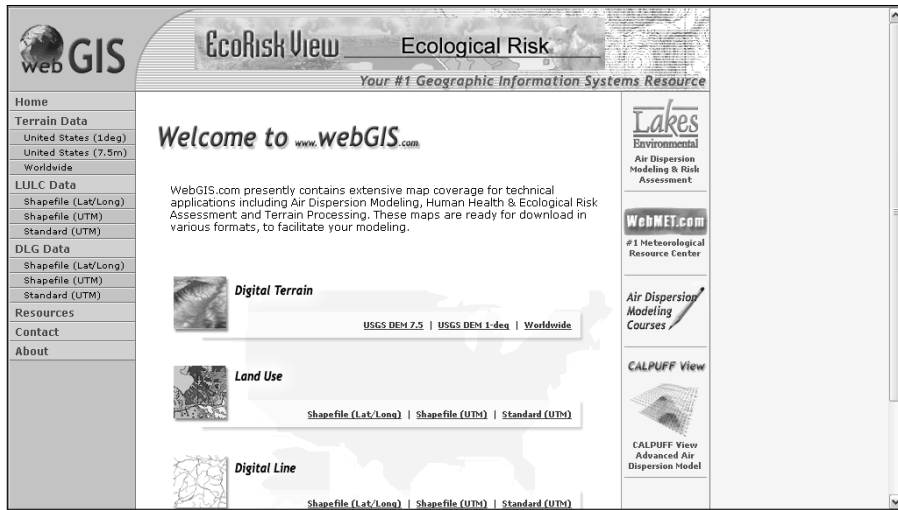 web GIS
EcoRisk View Ecological Risk
Your #1 Geographic Information Systems Resource
Home
Terrain Data
United States (1deg)
United States (7.5m)
Worldwide
LULC Data
Shapefile (Lat/Long)
Shapefile (UTM)
Standard (UTM)
DLG Data
Shapefile (Lat/Long)
Shapefile (UTM)
Standard (UTM)
Resources
Contact
About
Welcome to www.webGIS.com
WebGIS.com presently contains extensive map coverage for technical
applications including Air Dispersion Modeling, Human Health & Ecological Risk
Assessment and Terrain Processing. These maps are ready for download in
various formats, to facilitate your modeling.
Digital Terrain
USGS DEM 7.5 | USGS DEM 1-deg | Worldwide
Land Use
Shapefile (Lat/Long) | Shapefile (UTM) | Standard (UTM)
Digital Line
Shapefile (Lat/Long) | Shapefile (UTM) | Standard (UTM)
Lakes
Environmental
Air Dispersion
Modeling & Risk
Assessment
WebMET.com
#1 Meteorological
Resource Center
Air Dispersion
Modeling
Courses
CALPUFF View
CALPUFF View
Advanced Air
Dispersion Model